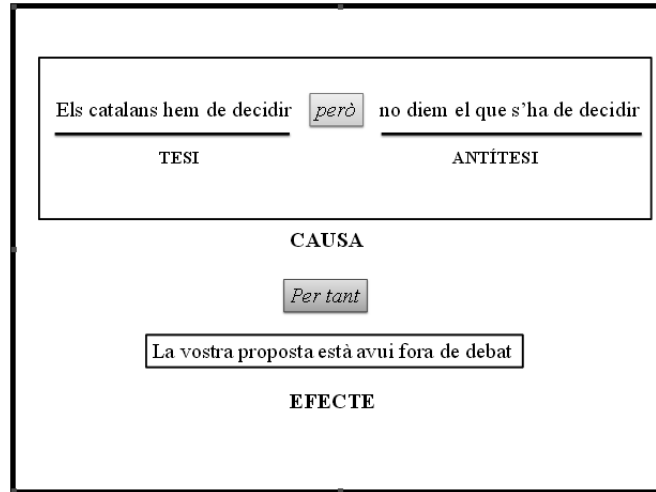 Els catalans hem de decidir però no diem el que s'ha de decidir
TESI ANTÍTESI
CAUSA
Per tant
La vostra proposta està avui fora de debat
EFECTE